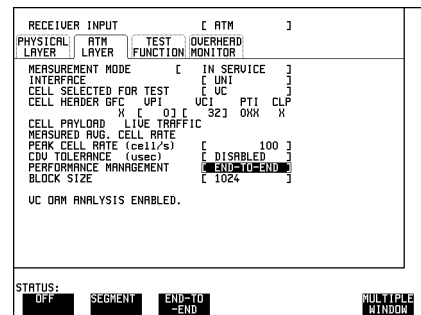 RECEIVER INPUT [ ATM ]
PHYSICAL LAYER ATM LAYER TEST FUNCTION OVERHEAD MONITOR
MEASUREMENT MODE [ IN SERVICE ]
INTERFACE [ UNI ]
CELL SELECTED FOR TEST [ VC ]
CELL HEADER GFC VPI VCI PTI CLP
X [ 0] [ 32] 0XX X
CELL PAYLOAD LIVE TRAFFIC
MEASURED AVG. CELL RATE
PEAK CELL RATE (cell/s) [ 100 ]
CDV TOLERANCE (usec) [ DISABLED ]
PERFORMANCE MANAGEMENT [ END-TO-END ]
BLOCK SIZE [ 1024 ]
VC OAM ANALYSIS ENABLED.
STATUS:
OFF SEGMENT END-TO -END MULTIPLE WINDOW